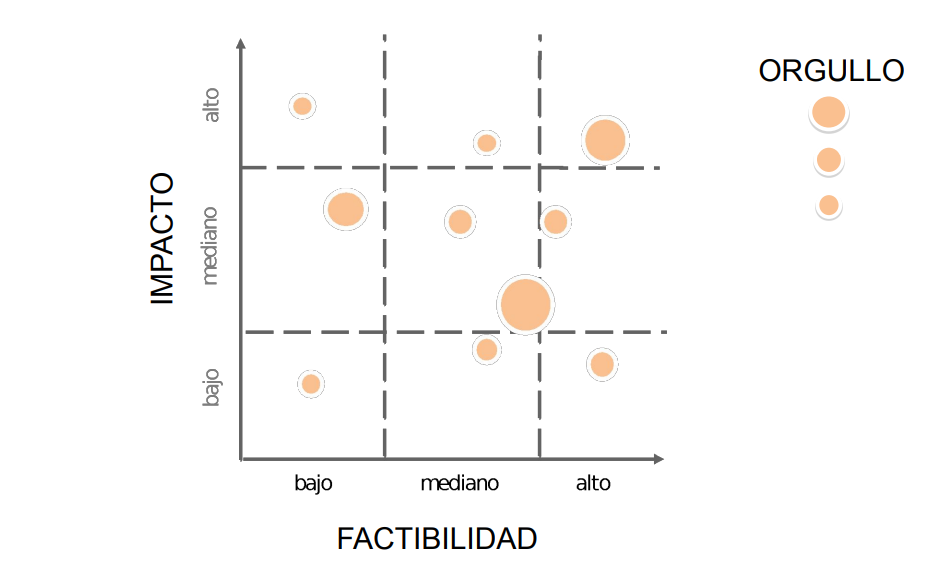 ORGULLO
alto
IMPACTO
mediano
bajo
bajo
mediano
alto
FACTIBILIDAD